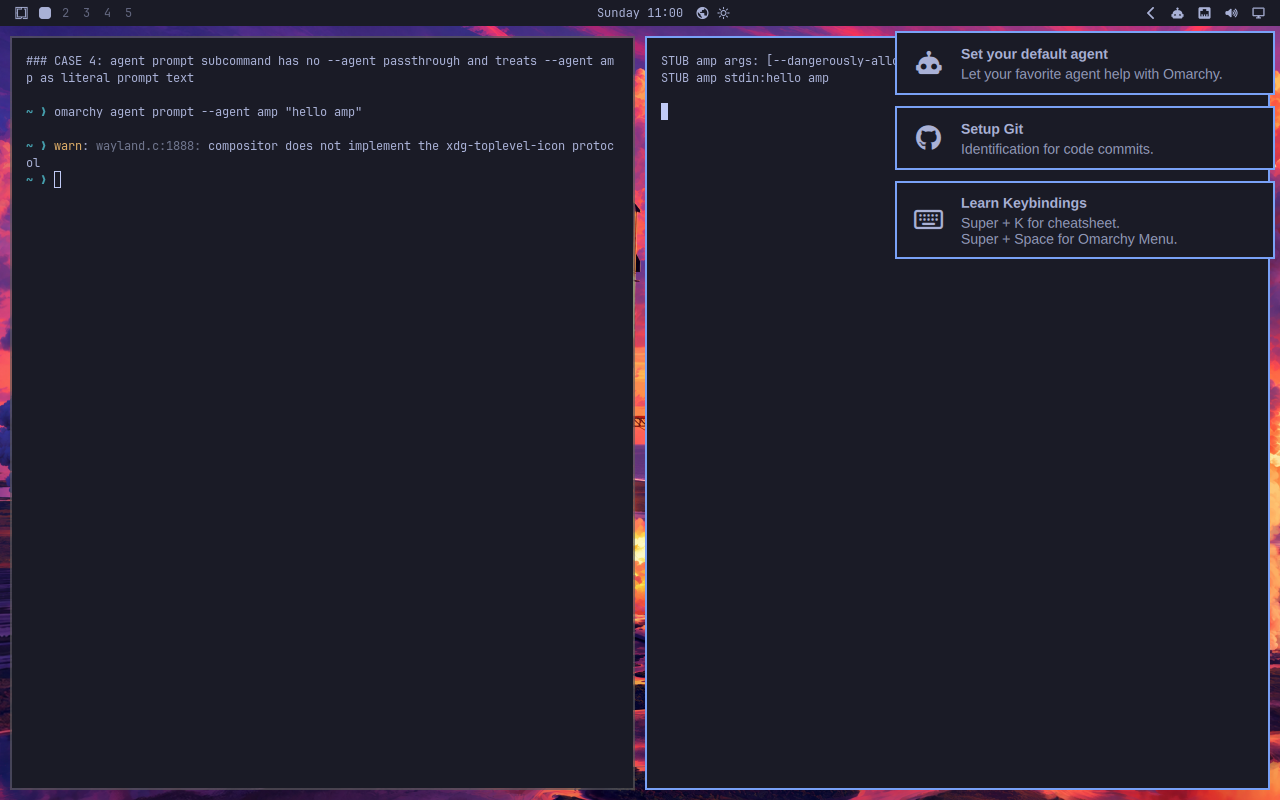 2 3 4 5
Sunday 11:00
### CASE 4: agent prompt subcommand has no --agent passthrough and treats --agent am
p as literal prompt text
~ ❯ omarchy agent prompt --agent amp "hello amp"
~ ❯ warn: wayland.c:1888: compositor does not implement the xdg-toplevel-icon protoc
ol
~ ❯
STUB amp args: [--dangerously-allo
STUB amp stdin:hello amp
Set your default agent
Let your favorite agent help with Omarchy.
Setup Git
Identification for code commits.
Learn Keybindings
Super + K for cheatsheet.
Super + Space for Omarchy Menu.